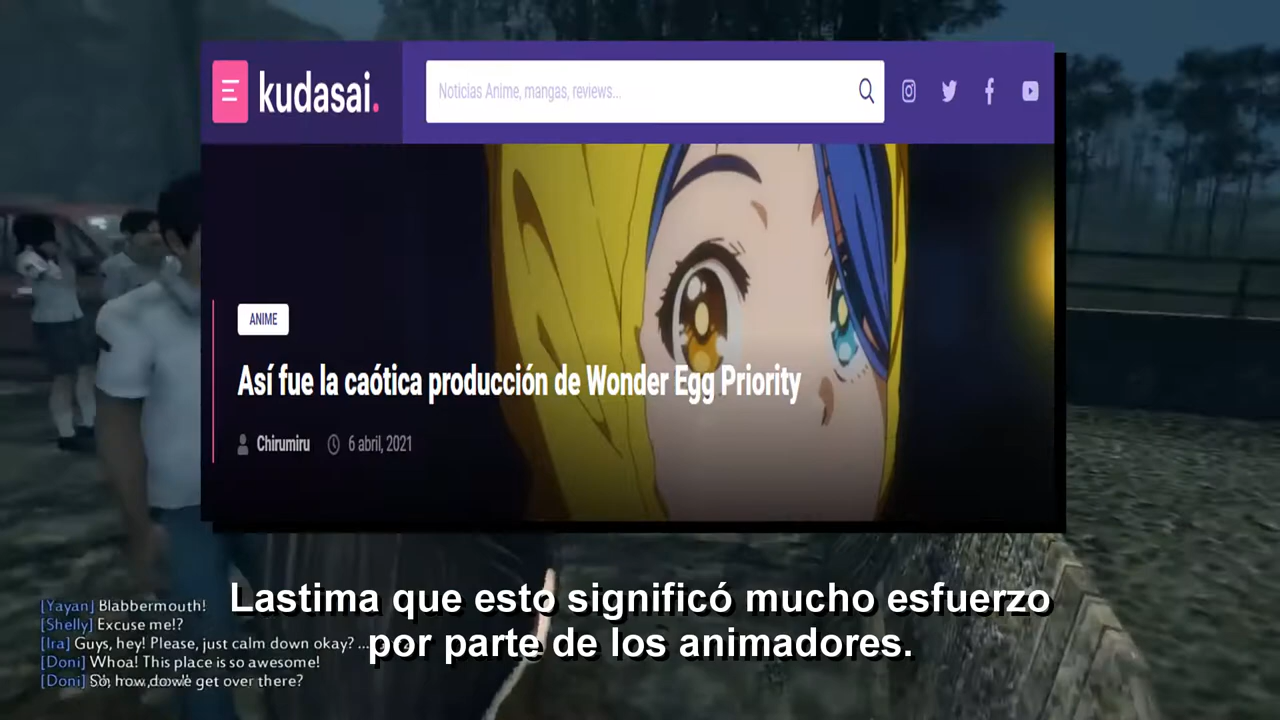 kudasai.
Noticias Anime, mangas, reviews...
ANIME
Así fue la caótica producción de Wonder Egg Priority
Chirumiru
6 abril, 2021
Lastima que esto significó mucho esfuerzo
por parte de los animadores.
[Yayan] Blabbermouth!
[Shelly] Excuse me!?
[Ira] Guys, hey! Please, just calm down okay? ...
[Doni] Whoa! This place is so awesome!
[Doni] how do we get over there?